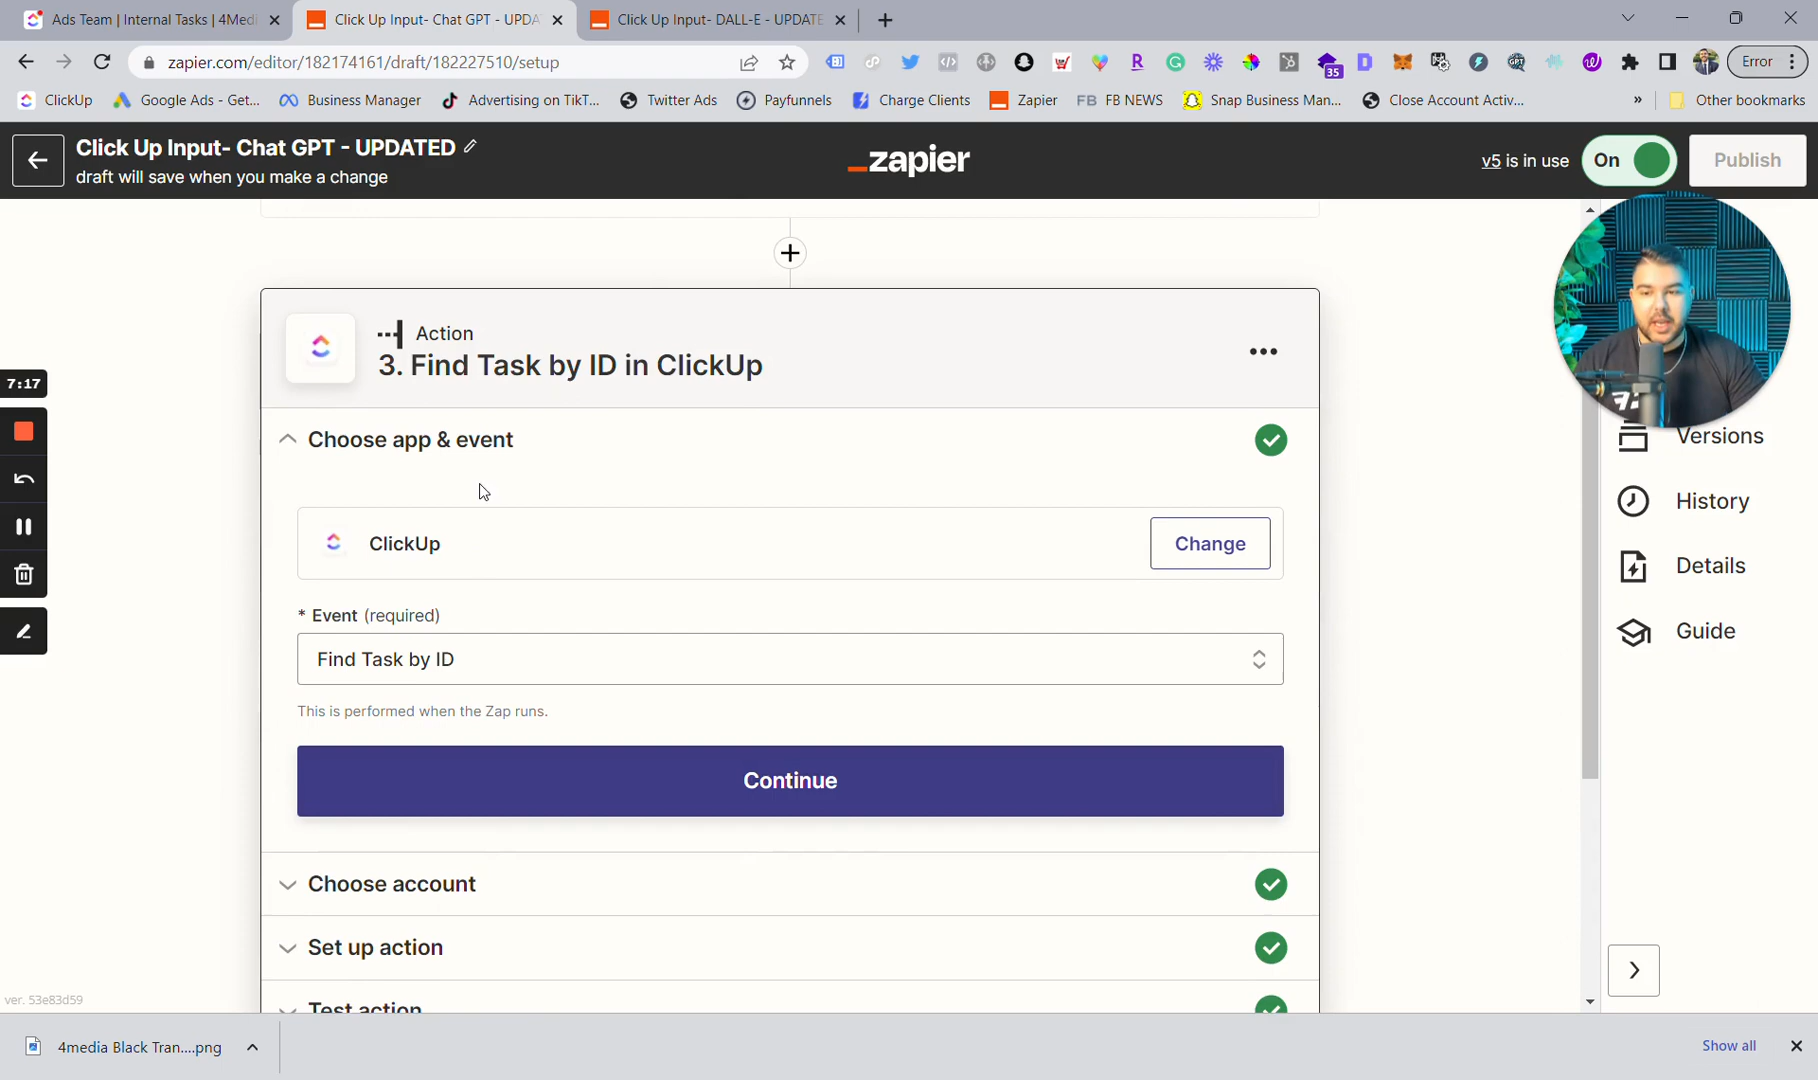 Ads Team | Internal Tasks | 4Med
Click Up Input- Chat GPT - UPDA
Click Up Input- DALL-E - UPDATE
zapier.com/editor/182174161/draft/182227510/setup
35
GPT
Error
ClickUp
Google Ads - Get...
Business Manager
Advertising on TikT...
Twitter Ads
Payfunnels
Charge Clients
Zapier
FB FB NEWS
Snap Business Man...
Close Account Activ...
»
Other bookmarks
Click Up Input- Chat GPT - UPDATED
draft will save when you make a change
_zapier
v5 is in use
On
Publish
Action
3. Find Task by ID in ClickUp
7:17
Choose app & event
Versions
ClickUp
Change
History
* Event (required)
Details
Find Task by ID
Guide
This is performed when the Zap runs.
Continue
Choose account
Set up action
Test action
ver. 53e83d59
4media Black Tran....png
Show all